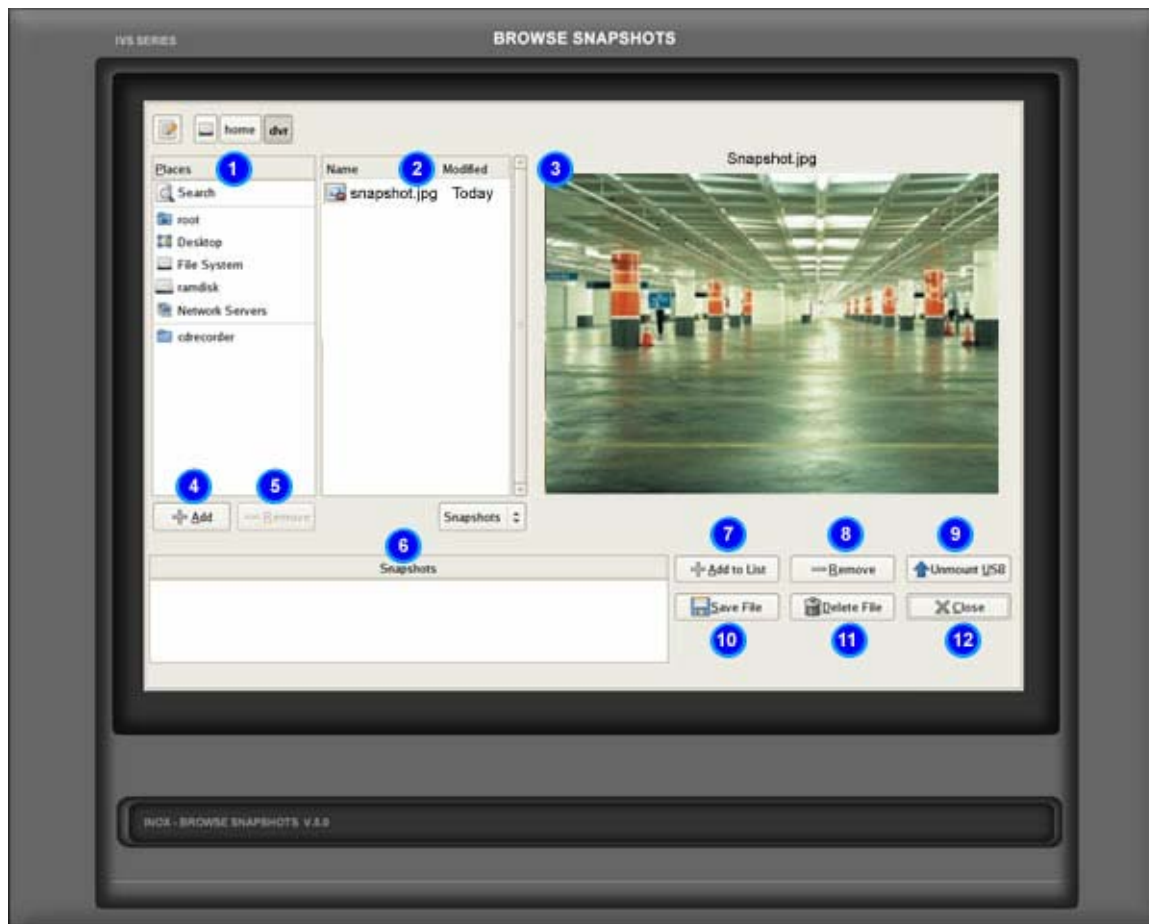 IVS SERIES
BROWSE SNAPSHOTS
home dvr
Places 1
Name 2 Modified
3
Snapshot.jpg
Search
snapshot.jpg Today
root
Desktop
File System
ramdisk
Network Servers
cdrecorder
4
5
Add
Remove
Snapshots
6
Snapshots
7
8
9
Add to List
Remove
Unmount USB
Save File
Delete File
Close
10
11
12
INOX - BROWSE SNAPSHOTS